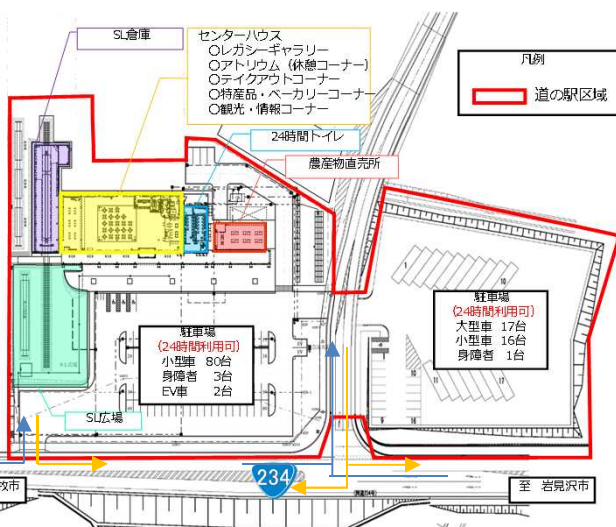 SL倉庫
センターハウス
○レガシーギャラリー
○アトリウム（休憩コーナー）
○テイクアウトコーナー
○特産品・ベーカリーコーナー
○観光・情報コーナー
凡例
道の駅区域
24時間トイレ
農産物直売所
駐車場
(24時間利用可)
大型車 17台
小型車 16台
身障者 1台
駐車場
(24時間利用可)
小型車 80台
身障者 3台
EV車 2台
SL広場
234
牧市
至 岩見沢市